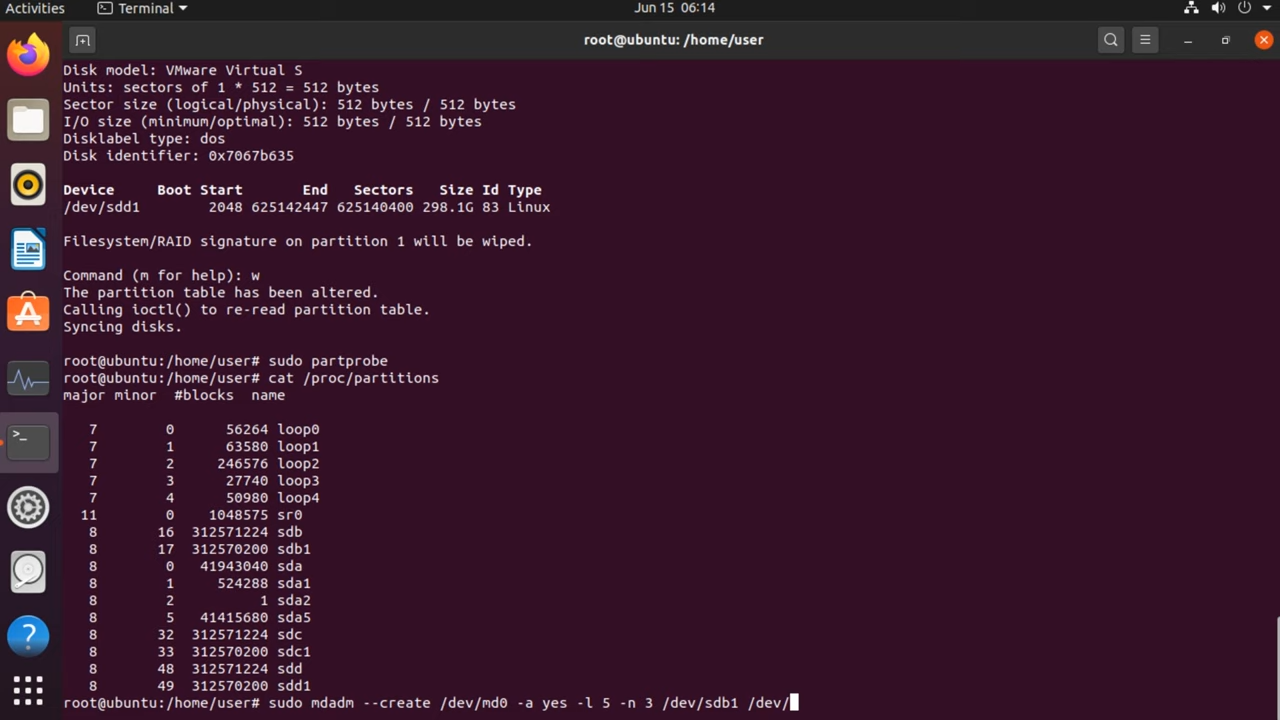 Activities Terminal Jun 15 06:14
root@ubuntu: /home/user
Disk model: VMware Virtual S
Units: sectors of 1 * 512 = 512 bytes
Sector size (logical/physical): 512 bytes / 512 bytes
I/O size (minimum/optimal): 512 bytes / 512 bytes
Disklabel type: dos
Disk identifier: 0x7067b635
Device Boot Start End Sectors Size Id Type
/dev/sdd1 2048 625142447 625140400 298.1G 83 Linux
Filesystem/RAID signature on partition 1 will be wiped.
Command (m for help): w
The partition table has been altered.
Calling ioctl() to re-read partition table.
Syncing disks.
root@ubuntu:/home/user# sudo partprobe
root@ubuntu:/home/user# cat /proc/partitions
major minor #blocks name
7 0 56264 loop0
7 1 63580 loop1
7 2 246576 loop2
7 3 27740 loop3
7 4 50980 loop4
11 0 1048575 sr0
8 16 312571224 sdb
8 17 312570200 sdb1
8 0 41943040 sda
8 1 524288 sda1
8 2 1 sda2
8 5 41415680 sda5
8 32 312571224 sdc
8 33 312570200 sdc1
8 48 312571224 sdd
8 49 312570200 sdd1
root@ubuntu:/home/user# sudo mdadm --create /dev/md0 -a yes -l 5 -n 3 /dev/sdb1 /dev/